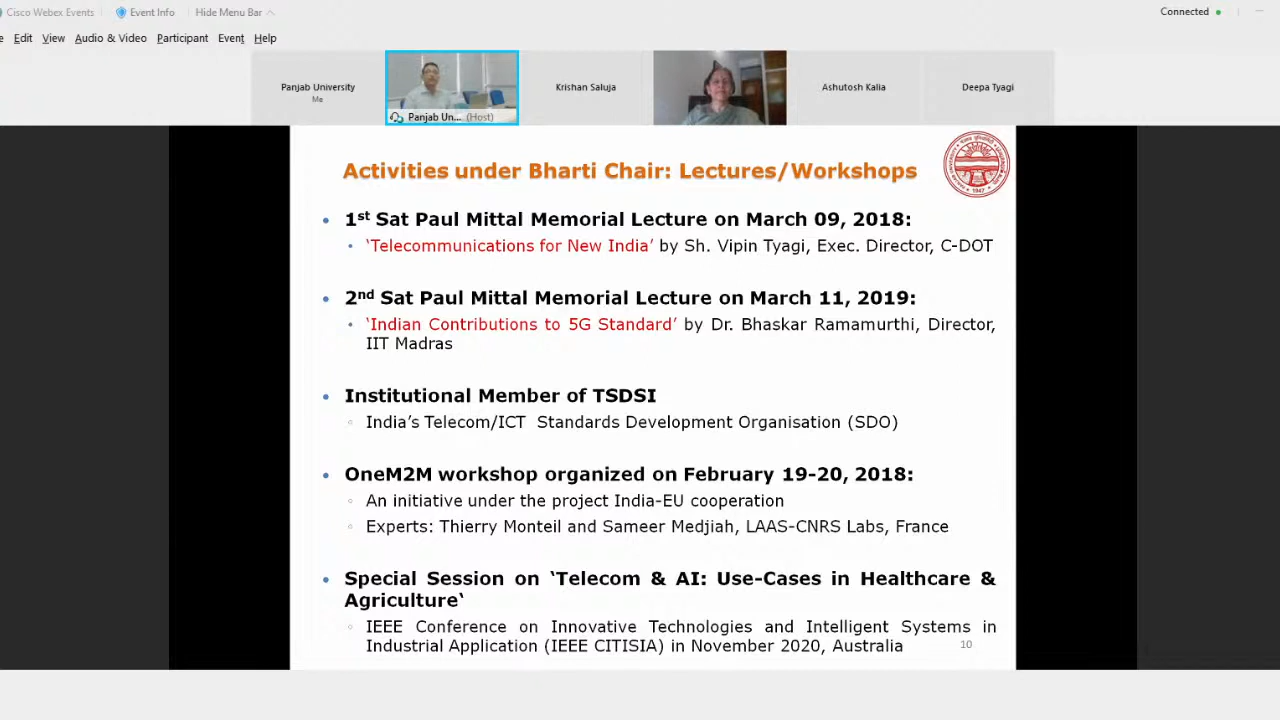 Cisco Webex Events
Event Info
Hide Menu Bar
Connected
Edit View Audio & Video Participant Event Help
Panjab University
Me
Panjab Un... (Host)
Krishan Saluja
Ashutosh Kalia
Deepa Tyagi
Activities under Bharti Chair: Lectures/Workshops
1947
• 1st Sat Paul Mittal Memorial Lecture on March 09, 2018:
• ‘Telecommunications for New India’ by Sh. Vipin Tyagi, Exec. Director, C-DOT
• 2nd Sat Paul Mittal Memorial Lecture on March 11, 2019:
• ‘Indian Contributions to 5G Standard’ by Dr. Bhaskar Ramamurthi, Director,
IIT Madras
• Institutional Member of TSDSI
◦ India’s Telecom/ICT Standards Development Organisation (SDO)
• OneM2M workshop organized on February 19-20, 2018:
◦ An initiative under the project India-EU cooperation
◦ Experts: Thierry Monteil and Sameer Medjiah, LAAS-CNRS Labs, France
• Special Session on ‘Telecom & AI: Use-Cases in Healthcare &
Agriculture‘
◦ IEEE Conference on Innovative Technologies and Intelligent Systems in
Industrial Application (IEEE CITISIA) in November 2020, Australia
10